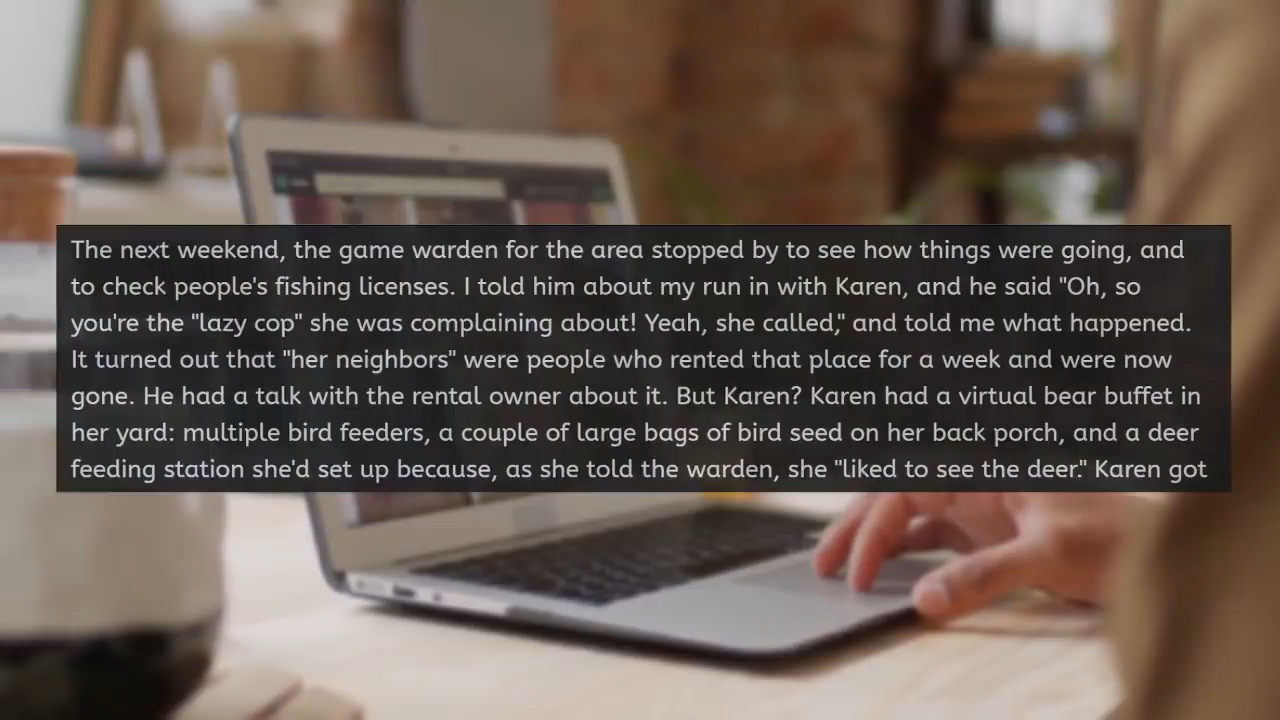 The next weekend, the game warden for the area stopped by to see how things were going, and
to check people's fishing licenses. I told him about my run in with Karen, and he said "Oh, so
you're the "lazy cop" she was complaining about! Yeah, she called," and told me what happened.
It turned out that "her neighbors" were people who rented that place for a week and were now
gone. He had a talk with the rental owner about it. But Karen? Karen had a virtual bear buffet in
her yard: multiple bird feeders, a couple of large bags of bird seed on her back porch, and a deer
feeding station she'd set up because, as she told the warden, she "liked to see the deer." Karen got